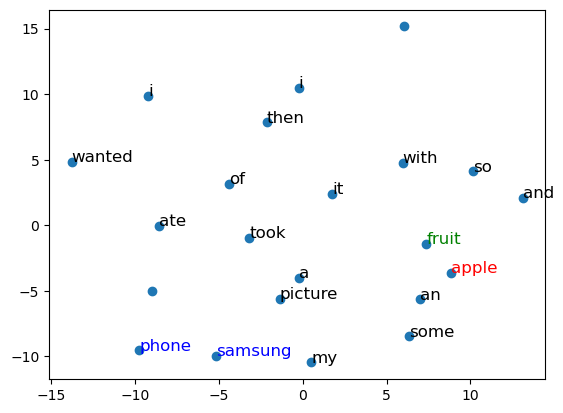 15
10
5
0
−5
−10
−15
−10
−5
0
5
10
i
i
then
wanted
with
so
of
it
and
ate
took
fruit
a
apple
picture
an
some
phone
samsung
my